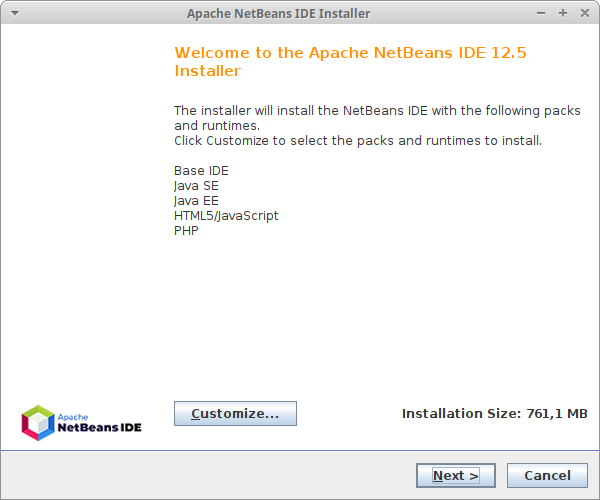 Apache NetBeans IDE Installer
Welcome to the Apache NetBeans IDE 12.5
Installer
The installer will install the NetBeans IDE with the following packs
and runtimes.
Click Customize to select the packs and runtimes to install.
Base IDE
Java SE
Java EE
HTML5/JavaScript
PHP
Customize...
Installation Size: 761,1 MB
Apache
NetBeans IDE
Next >
Cancel